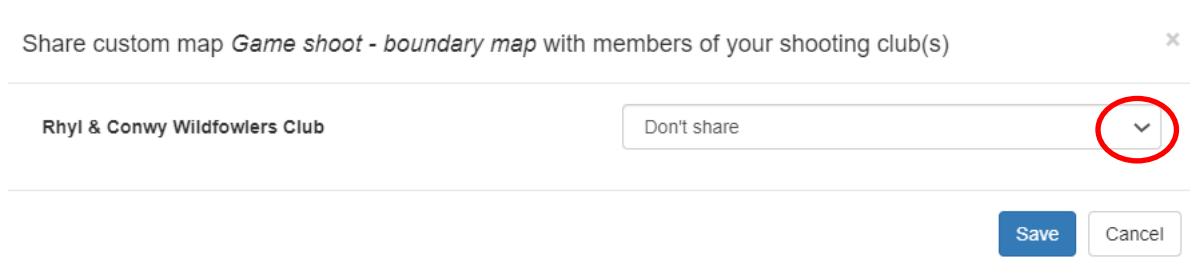 Share custom map Game shoot - boundary map with members of your shooting club(s)
×
Rhyl & Conwy Wildfowlers Club
Don't share
Save
Cancel